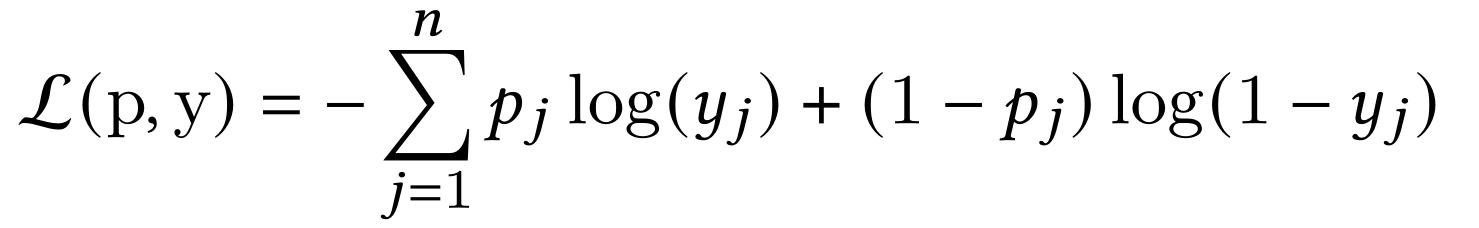 ℒ(p, y) = − ∑_{j=1}^{n} p_j log(y_j) + (1 − p_j) log(1 − y_j)